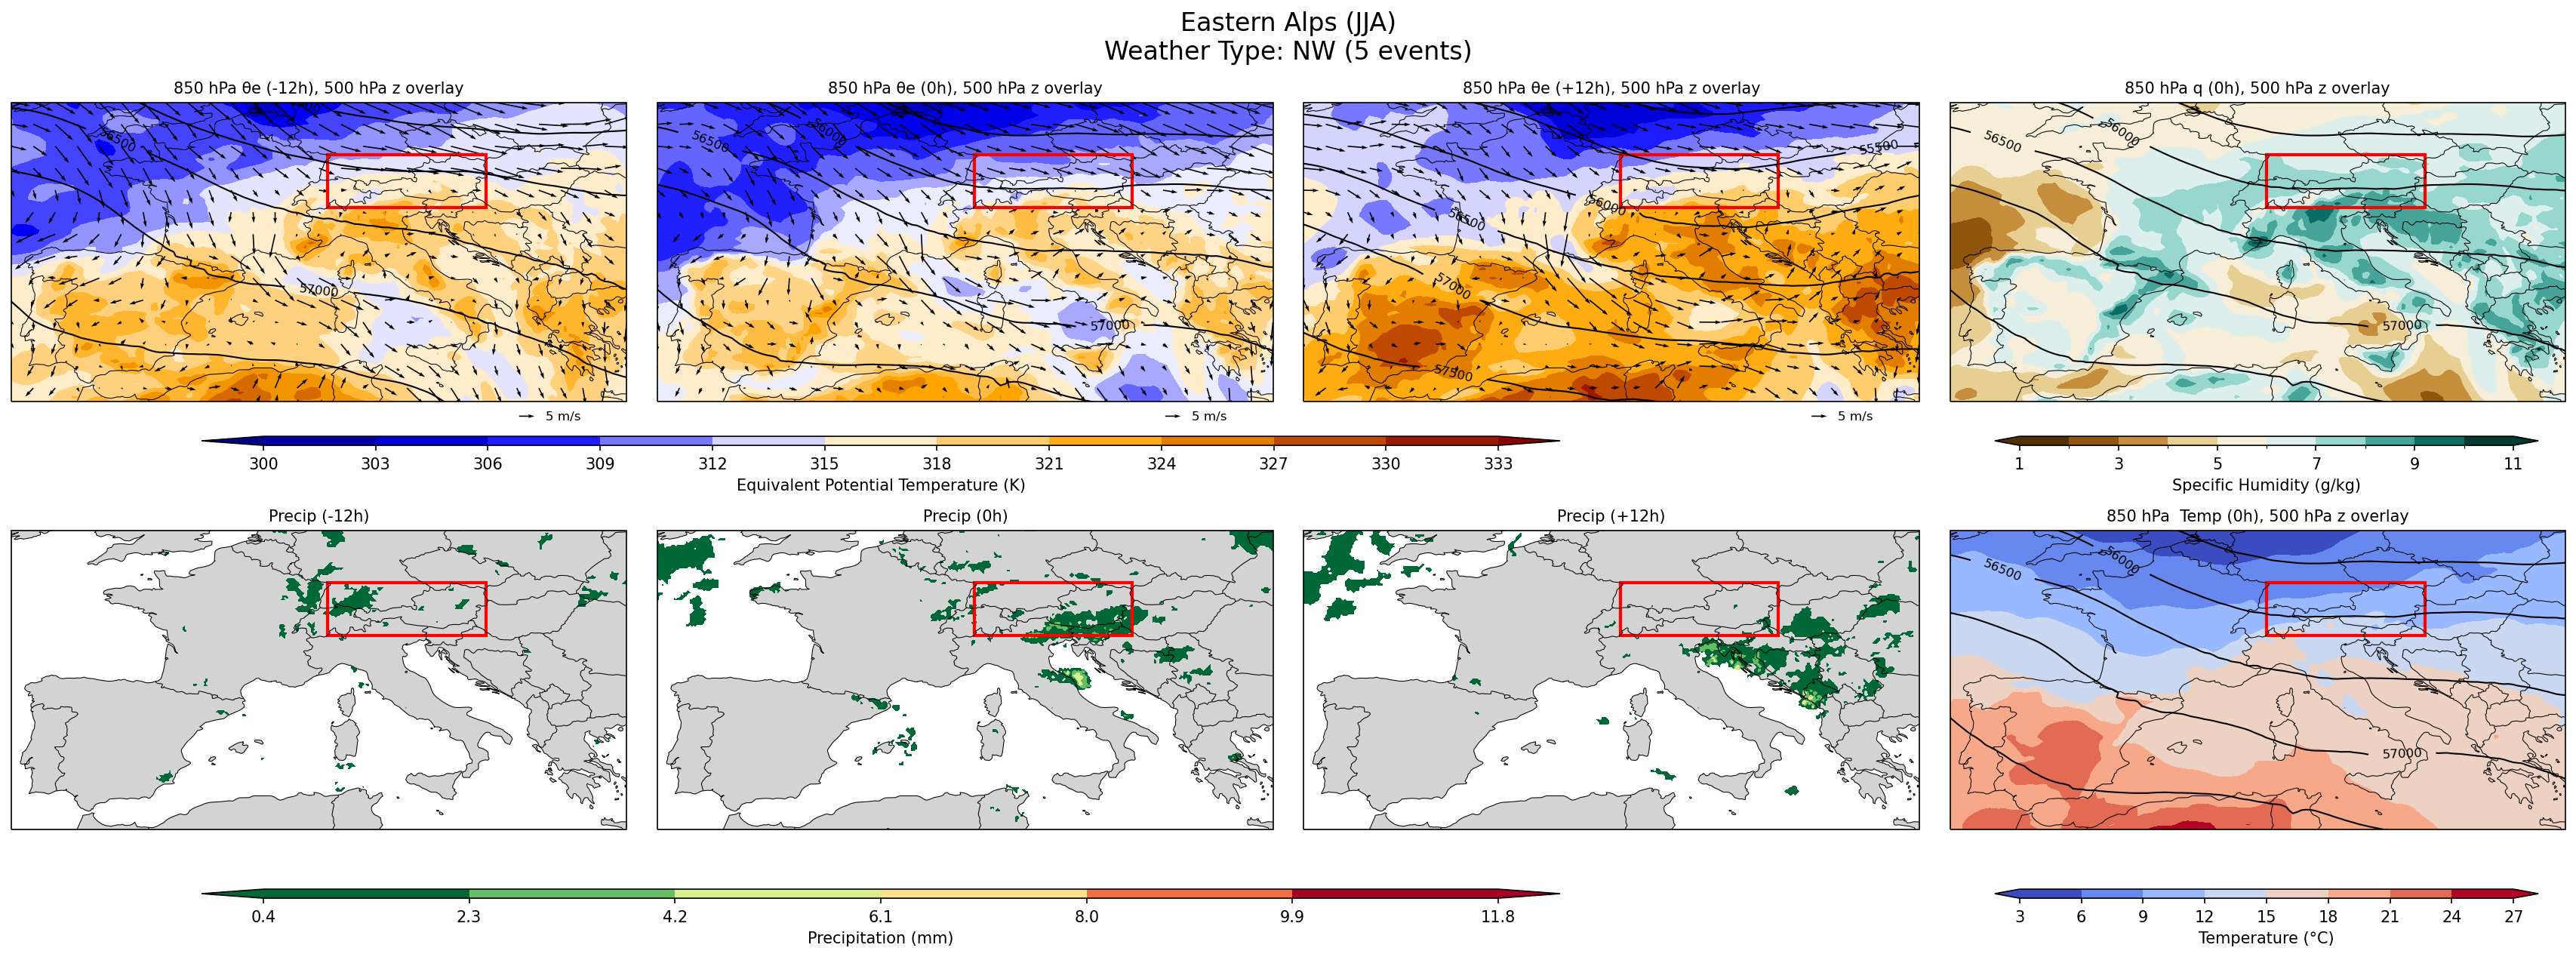 Eastern Alps (JJA)
Weather Type: NW (5 events)
850 hPa θe (-12h), 500 hPa z overlay
850 hPa θe (0h), 500 hPa z overlay
850 hPa θe (+12h), 500 hPa z overlay
850 hPa q (0h), 500 hPa z overlay
56500
57000
56500
56000
57000
55500
56000
56500
57000
57500
56500
56000
57000
5 m/s
5 m/s
5 m/s
300 303 306 309 312 315 318 321 324 327 330 333
Equivalent Potential Temperature (K)
1 3 5 7 9 11
Specific Humidity (g/kg)
Precip (-12h)
Precip (0h)
Precip (+12h)
850 hPa  Temp (0h), 500 hPa z overlay
56500
56000
57000
0.4 2.3 4.2 6.1 8.0 9.9 11.8
Precipitation (mm)
3 6 9 12 15 18 21 24 27
Temperature (°C)